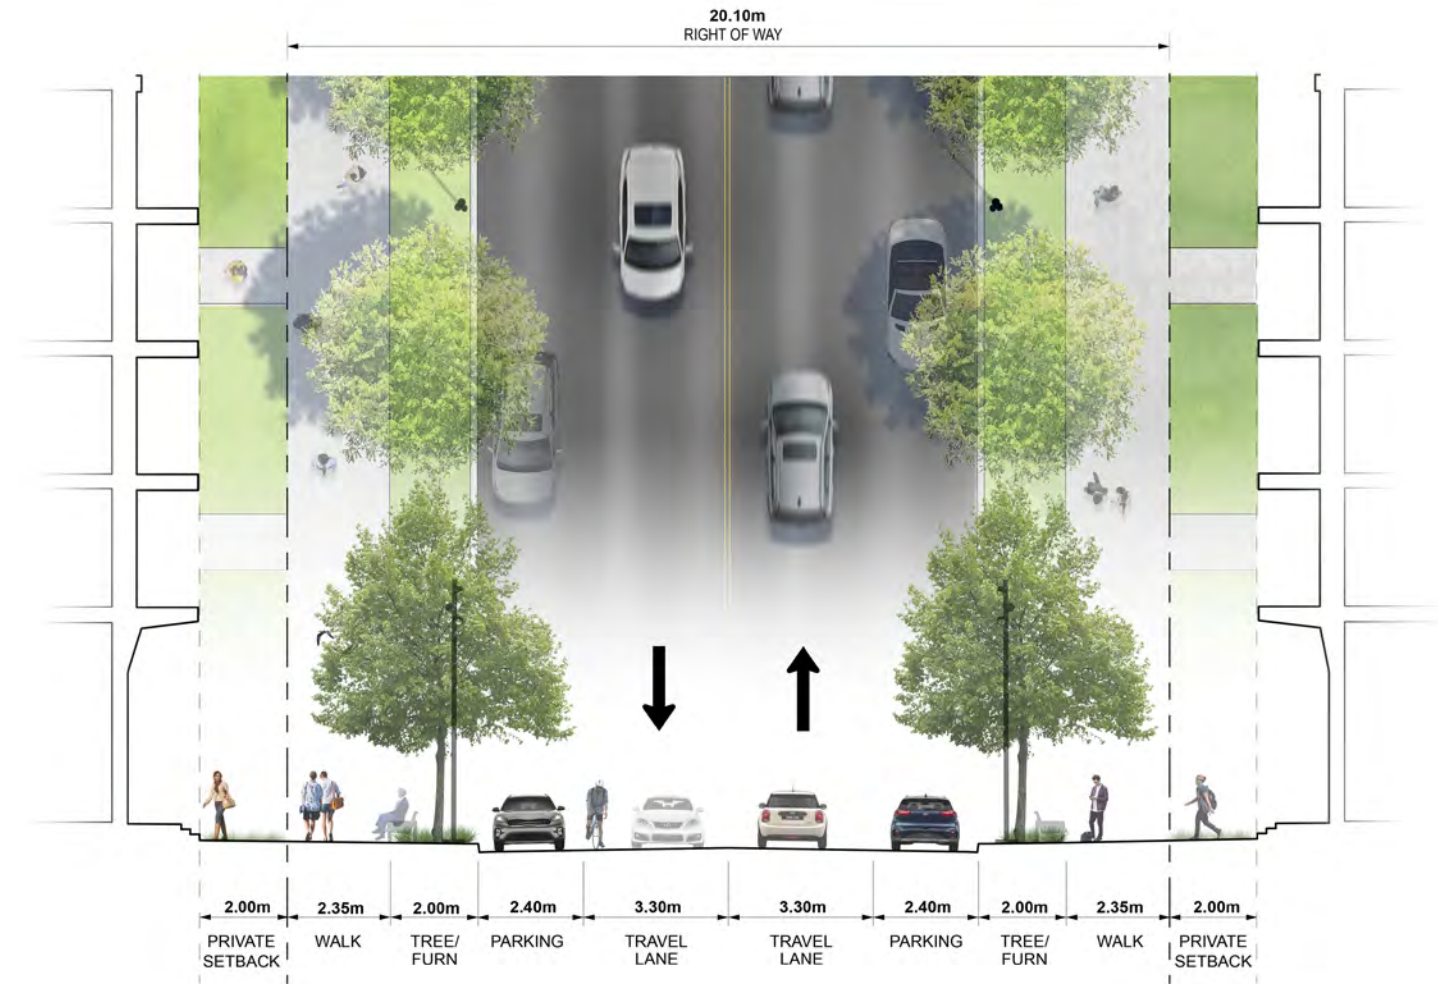 20.10m
RIGHT OF WAY
2.00m 2.35m 2.00m 2.40m 3.30m 3.30m 2.40m 2.00m 2.35m 2.00m
PRIVATE WALK TREE/ PARKING TRAVEL TRAVEL PARKING TREE/ WALK PRIVATE
SETBACK FURN LANE LANE FURN SETBACK